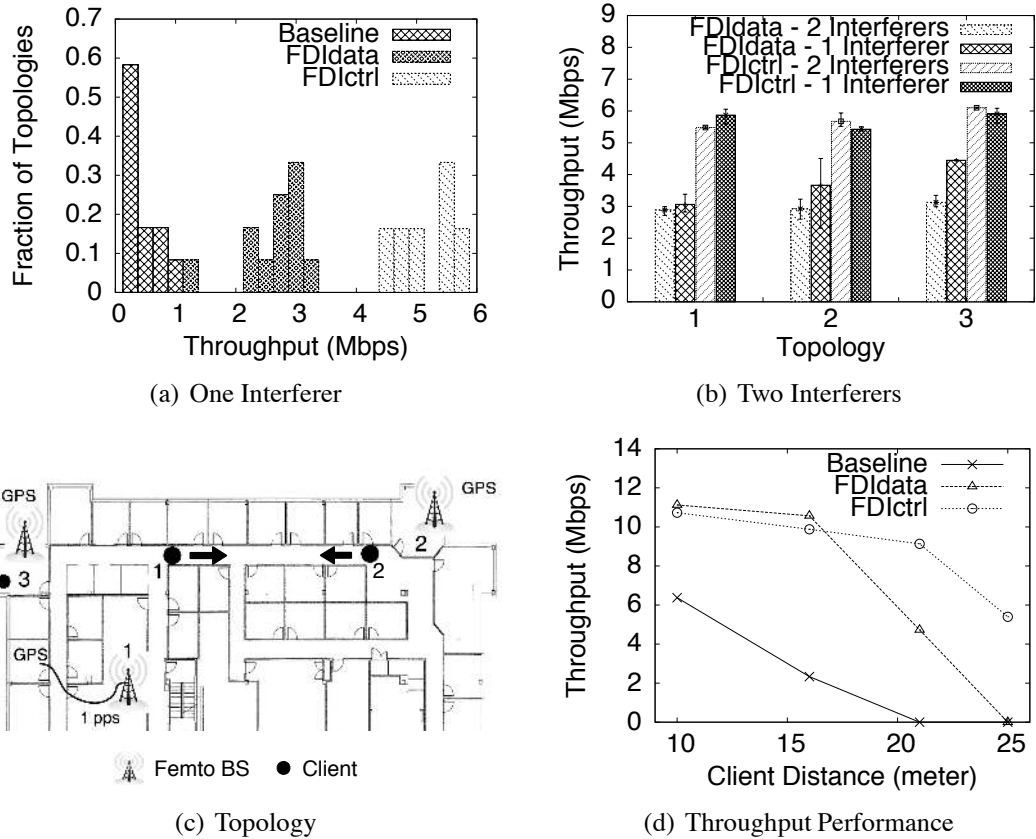 0.7
0.6
0.5
0.4
0.3
0.2
0.1
0
Fraction of Topologies
Baseline
FDIdata
FDIctrl
0 1 2 3 4 5 6
Throughput (Mbps)
(a) One Interferer
9
8
7
6
5
4
3
2
1
0
Throughput (Mbps)
FDIdata - 2 Interferers
FDIdata - 1 Interferer
FDIctrl - 2 Interferers
FDIctrl - 1 Interferer
1 2 3
Topology
(b) Two Interferers
GPS
GPS
3
1
2
2
GPS
1
1 pps
Femto BS
Client
(c) Topology
14
12
10
8
6
4
2
0
Throughput (Mbps)
Baseline
FDIdata
FDIctrl
10 15 20 25
Client Distance (meter)
(d) Throughput Performance